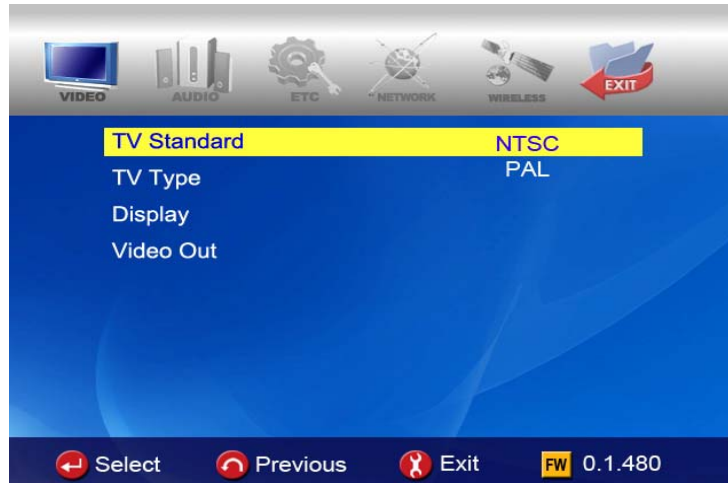 VIDEO AUDIO ETC NETWORK WIRELESS EXIT
TV Standard NTSC
TV Type PAL
Display
Video Out
Select Previous Exit FW 0.1.480